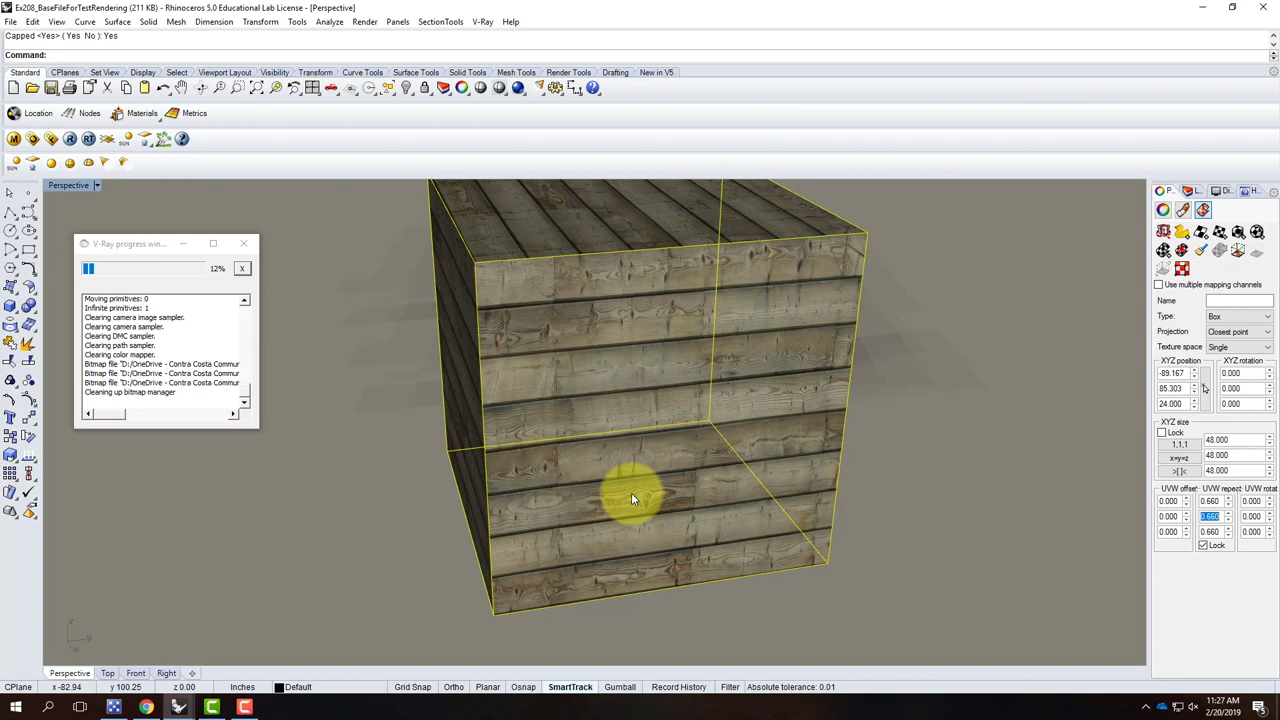 Ex208_BaseFileForTestRendering (211 KB) - Rhinoceros 5.0 Educational Lab License - [Perspective]
File Edit View Curve Surface Solid Mesh Dimension Transform Tools Analyze Render Panels SectionTools V-Ray Help
Capped <Yes> ( Yes No ): Yes
Command:
Standard CPlanes Set View Display Select Viewport Layout Visibility Transform Curve Tools Surface Tools Solid Tools Mesh Tools Render Tools Drafting New in V5
Location Nodes Materials Metrics
M R RT SUN
SUN
Perspective
V-Ray progress win...
12% X
Moving primitives: 0
Infinite primitives: 1
Clearing camera image sampler.
Clearing camera sampler.
Clearing DMC sampler.
Clearing path sampler.
Clearing color mapper.
Bitmap file "D:/OneDrive - Contra Costa Commur
Bitmap file "D:/OneDrive - Contra Costa Commur
Bitmap file "D:/OneDrive - Contra Costa Commur
Cleaning up bitmap manager
P... L... Di... H...
Use multiple mapping channels
Name
Type: Box
Projection Closest point
Texture space Single
XYZ position XYZ rotation
-89.167 0.000
85.303 0.000
24.000 0.000
XYZ size
Lock
1,1,1 48.000
x=y=z 48.000
>[ ]< 48.000
UVW offset UVW repeat UVW rotat
0.000 0.660 0.000
0.000 0.660 0.000
0.000 0.660 0.000
Lock
z
y
x
Perspective Top Front Right
CPlane x -82.94 y 100.25 z 0.00 Inches Default Grid Snap Ortho Planar Osnap SmartTrack Gumball Record History Filter Absolute tolerance: 0.01
11:27 AM
2/20/2019
5